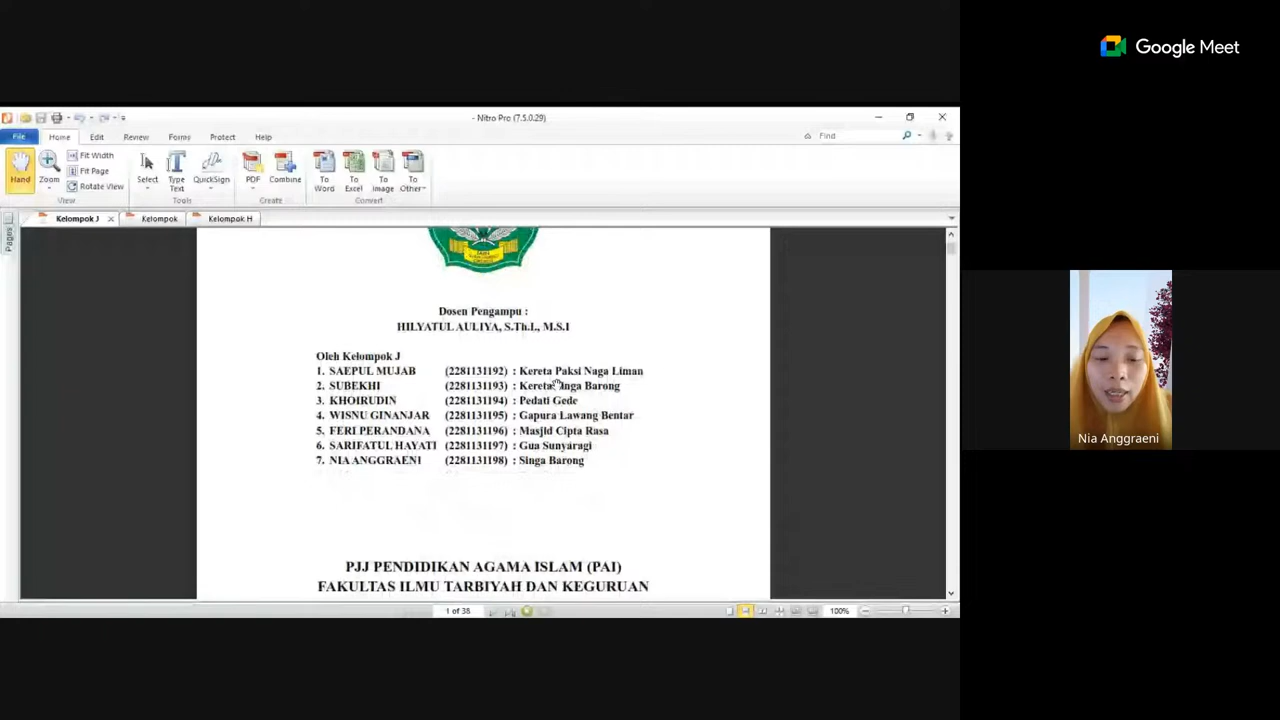 Google Meet
- Nitro Pro (7.5.0.29)
File Home Edit Review Forms Protect Help
Find
Hand
Zoom
Fit Width
Fit Page
Rotate View
View
Select
Type Text
QuickSign
Tools
PDF
Combine
Create
To Word
To Excel
To Image
To Other
Convert
Kelompok J
Kelompok
Kelompok H
Pages
Dosen Pengampu :
HILYATUL AULIYA, S.Th.I., M.S.I
Oleh Kelompok J
1. SAEPUL MUJAB (2281131192) : Kereta Paksi Naga Liman
2. SUBEKHI (2281131193) : Kereta Barong
3. KHOIRUDIN (2281131194) : Pedati Gede
4. WISNU GINANJAR (2281131195) : Gapura Lawang Bentar
5. FERI PERANDANA (2281131196) : Masjid Cipta Rasa
6. SARIFATUL HAYATI (2281131197) : Gua Sunyaragi
7. NIA ANGGRAENI (2281131198) : Singa Barong
PJJ PENDIDIKAN AGAMA ISLAM (PAI)
FAKULTAS ILMU TARBIYAH DAN KEGURUAN
1 of 38
100%
Nia Anggraeni